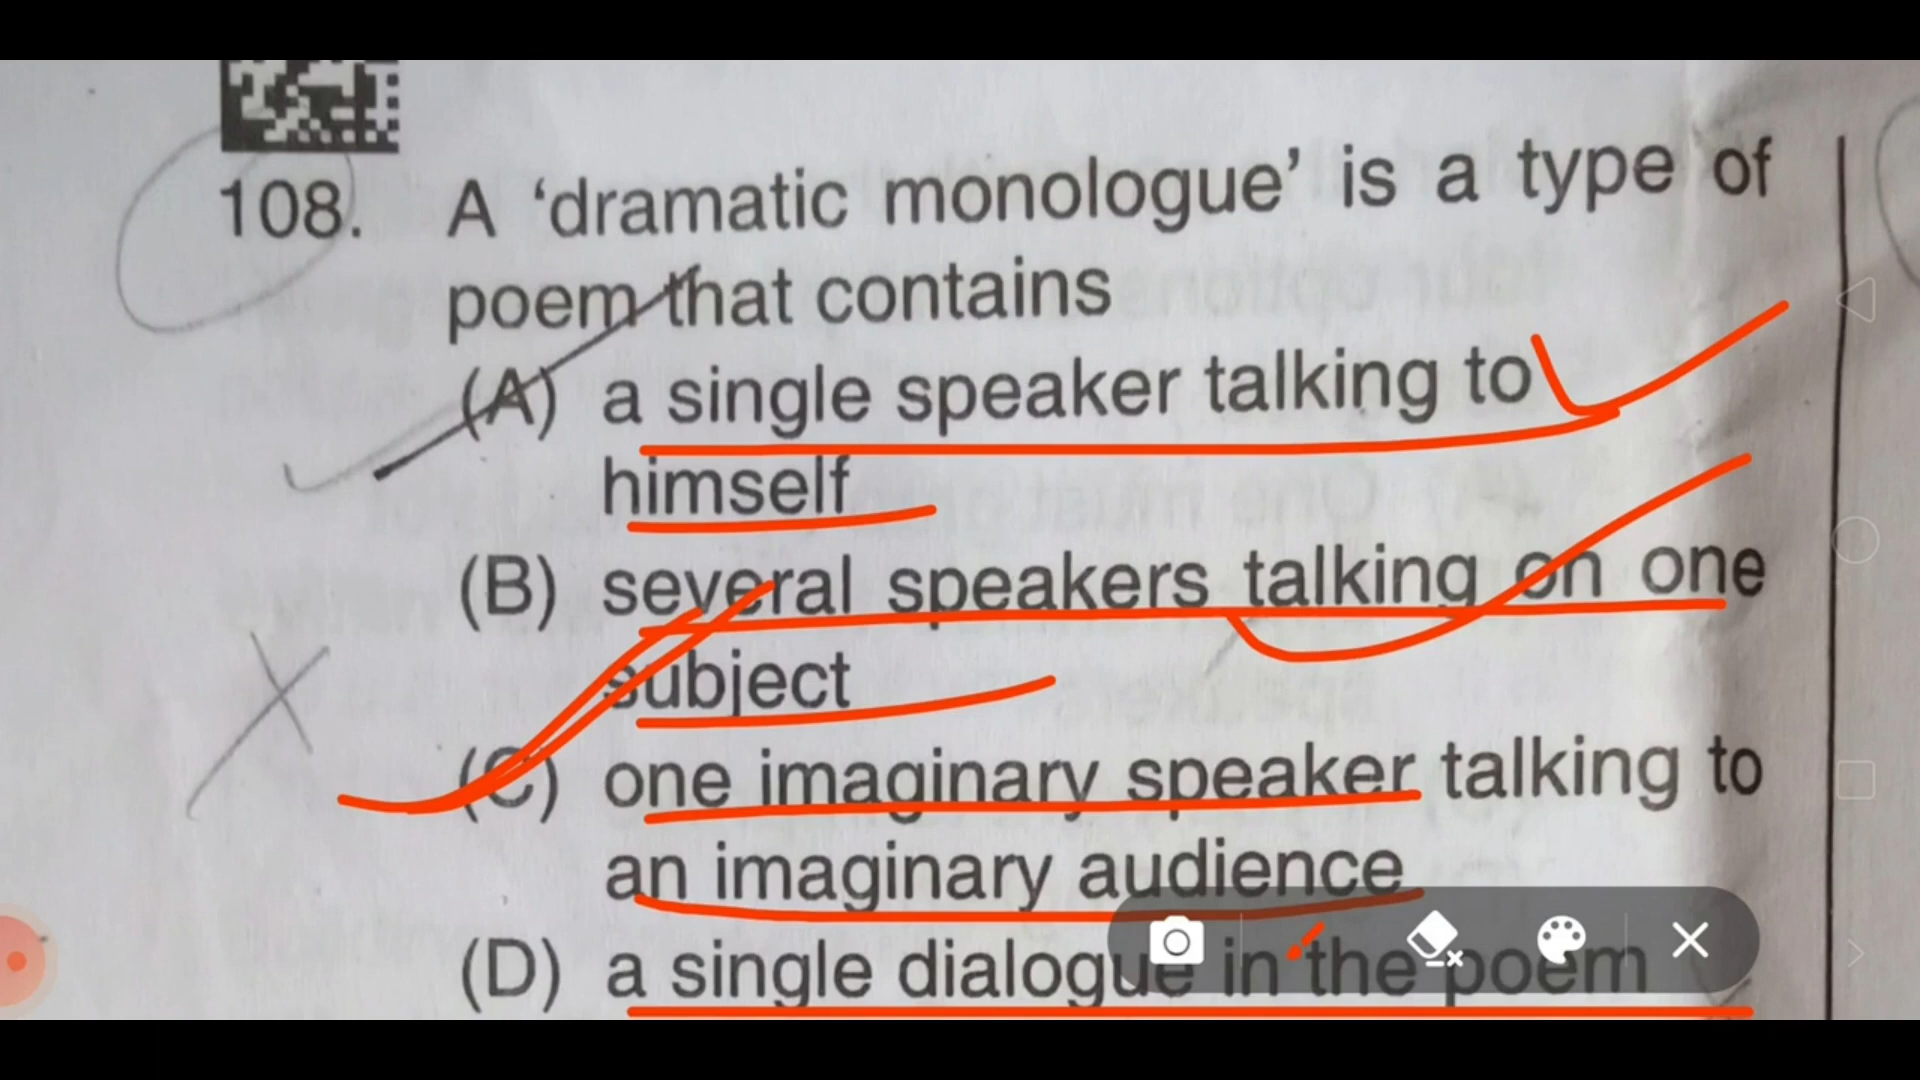 108. A ‘dramatic monologue’ is a type of
poem that contains
(A) a single speaker talking to
himself
(B) several speakers talking on one
subject
(C) one imaginary speaker talking to
an imaginary audience
(D) a single dialogue in the poem